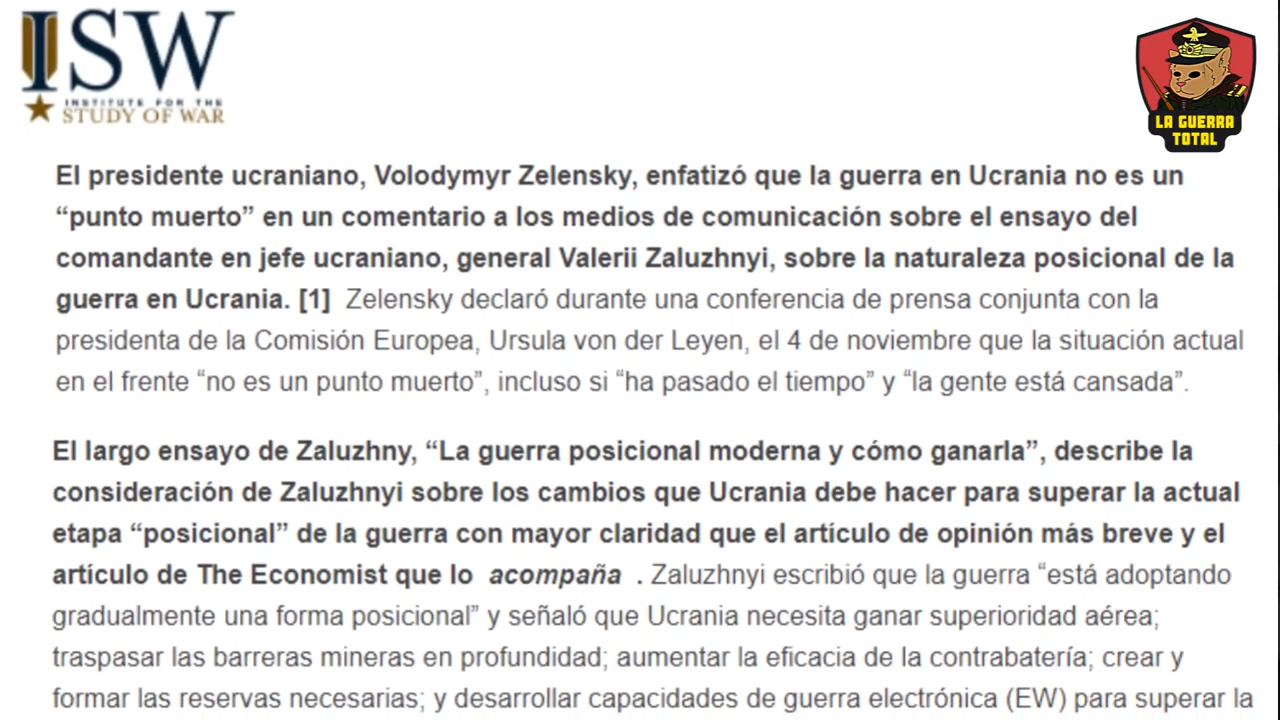 ISW
INSTITUTE FOR THE
STUDY OF WAR
LA GUERRA
TOTAL
El presidente ucraniano, Volodymyr Zelensky, enfatizó que la guerra en Ucrania no es un
“punto muerto” en un comentario a los medios de comunicación sobre el ensayo del
comandante en jefe ucraniano, general Valerii Zaluzhnyi, sobre la naturaleza posicional de la
guerra en Ucrania. [1] Zelensky declaró durante una conferencia de prensa conjunta con la
presidenta de la Comisión Europea, Ursula von der Leyen, el 4 de noviembre que la situación actual
en el frente “no es un punto muerto”, incluso si “ha pasado el tiempo” y “la gente está cansada”.
El largo ensayo de Zaluzhny, “La guerra posicional moderna y cómo ganarla”, describe la
consideración de Zaluzhnyi sobre los cambios que Ucrania debe hacer para superar la actual
etapa “posicional” de la guerra con mayor claridad que el artículo de opinión más breve y el
artículo de The Economist que lo acompaña . Zaluzhnyi escribió que la guerra “está adoptando
gradualmente una forma posicional” y señaló que Ucrania necesita ganar superioridad aérea;
traspasar las barreras mineras en profundidad; aumentar la eficacia de la contrabatería; crear y
formar las reservas necesarias; y desarrollar capacidades de guerra electrónica (EW) para superar la